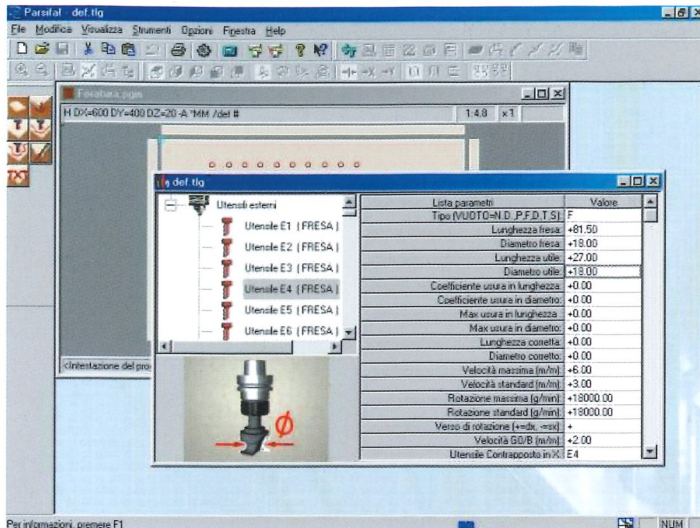 Parsifal - def.tlg
File Modifica Visualizza Strumenti Opzioni Finestra Help
Foratura.pgm
H DX=600 DY=400 DZ=20 -A *MM /def #
1:4.8 x1
def.tlg
Utensili esterni
Utensile E1 (FRESA)
Utensile E2 (FRESA)
Utensile E3 (FRESA)
Utensile E4 (FRESA)
Utensile E5 (FRESA)
Utensile E6 (FRESA)
Lista parametri Valore
Tipo (VUOTO=N.D.,P,F,D,T,S): F
Lunghezza fresa: +81.50
Diametro fresa: +18.00
Lunghezza utile: +27.00
Diametro utile: +18.00
Coefficiente usura in lunghezza: +0.00
Coefficiente usura in diametro: +0.00
Max usura in lunghezza: +0.00
Max usura in diametro: +0.00
Lunghezza corretta: +0.00
Diametro corretto: +0.00
Velocità massima (m/m): +6.00
Velocità standard (m/m): +3.00
Rotazione massima (g/min): +18000.00
Rotazione standard (g/min): +18000.00
Verso di rotazione (+=dx, -=sx): +
Velocità G0/B (m/m): +2.00
Utensile Contrapposto in X: E4
<Intestazione del pro
Ø
Per informazioni, premere F1
NUM